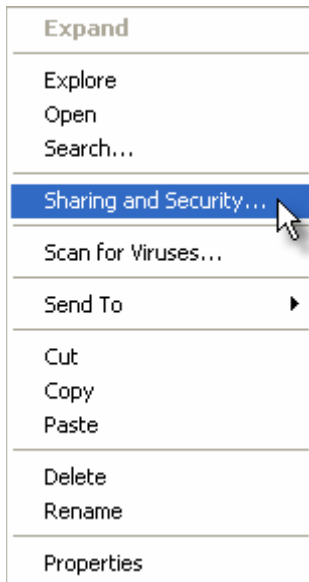 Expand
Explore
Open
Search...
Sharing and Security...
Scan for Viruses...
Send To
Cut
Copy
Paste
Delete
Rename
Properties